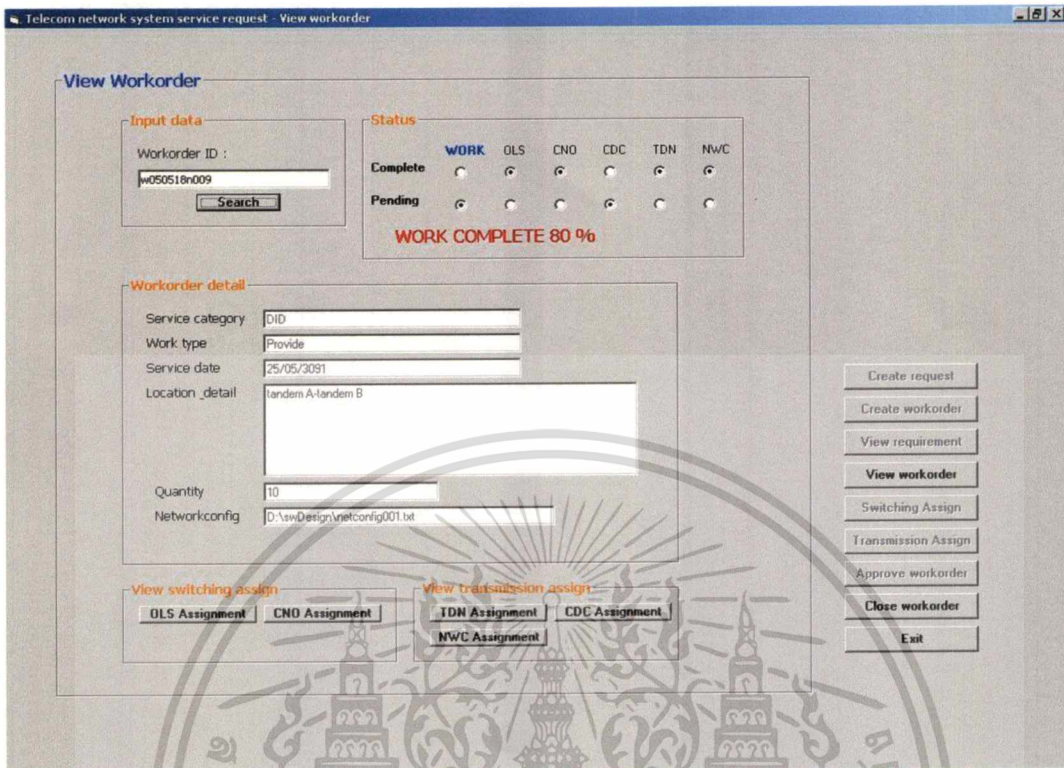 Telecom network system service request - View workorder
View Workorder
Input data
Workorder ID :
w050518n009
Search
Status
WORK OLS CNO CDC TDN NWC
Complete
Pending
WORK COMPLETE 80 %
Workorder detail
Service category DID
Work type Provide
Service date 25/05/3091
Location _detail tandem A-tandem B
Quantity 10
Networkconfig D:\swDesign\netconfig001.txt
View switching assign
OLS Assignment CNO Assignment
View transmission assign
TDN Assignment CDC Assignment
NWC Assignment
Create request
Create workorder
View requirement
View workorder
Switching Assign
Transmission Assign
Approve workorder
Close workorder
Exit